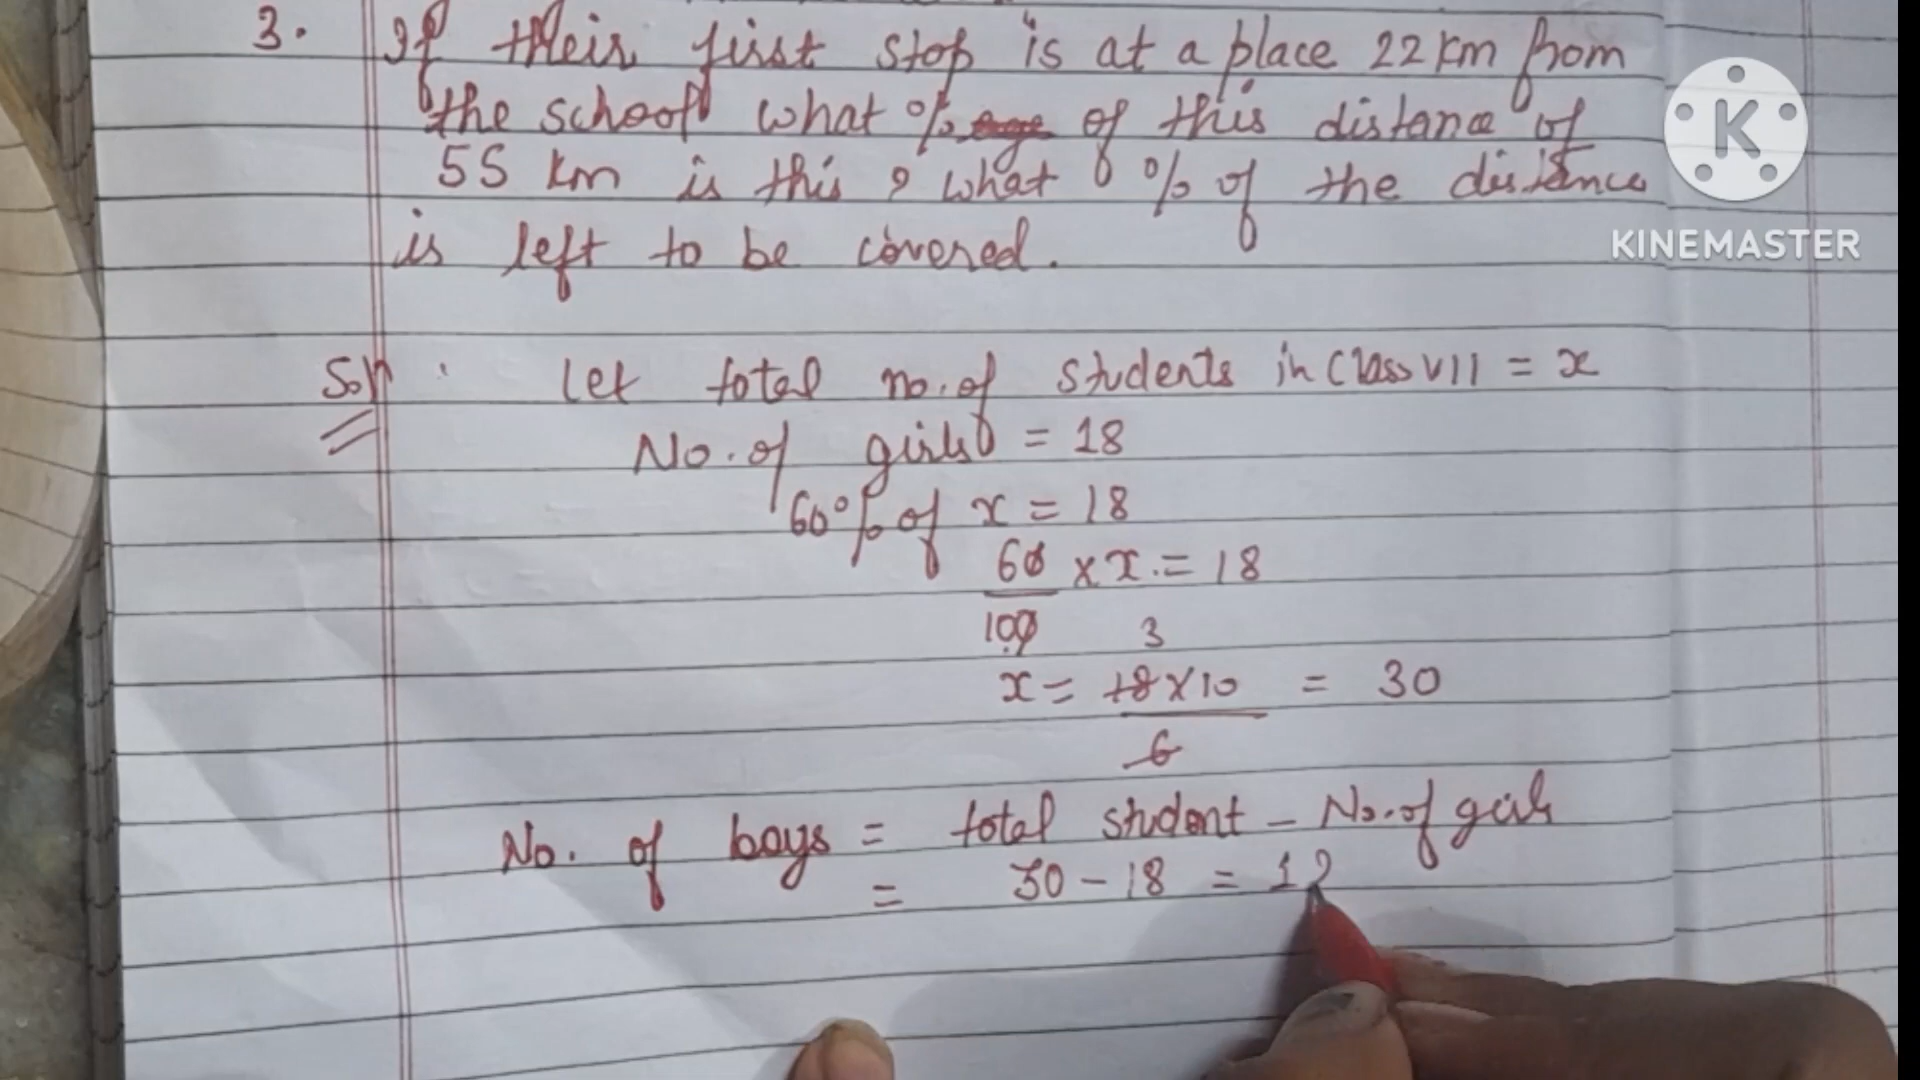 3. If their first stop is at a place 22 km from
the school what % of this distance of
55 km is this ? what % of the distance
is left to be covered.
K
KINEMASTER
Soln. Let total no. of students in Class VII = x
No. of girls = 18
60% of x = 18
60 × x = 18
100 3
x = 18×10 = 30
6
No. of boys = total student - No. of girls
= 30 - 18 = 12